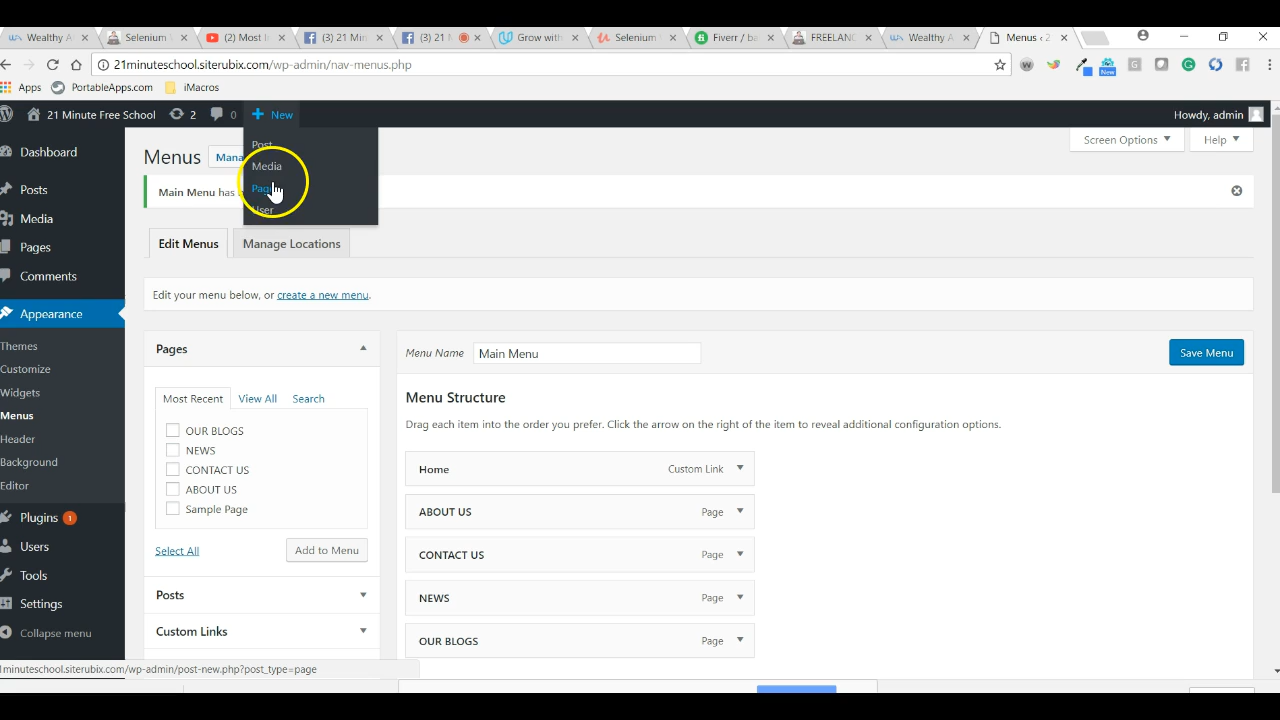 Wealthy A
Selenium
(2) Most
(3) 21 Min
(3) 21
Grow with
Selenium
Fiverr / ba
FREELANC
Wealthy A
Menus ‹ 2
21minuteschool.siterubix.com/wp-admin/nav-menus.php
Apps
PortableApps.com
iMacros
New
21 Minute Free School
2
0
New
Howdy, admin
Post
Media
Page
User
Screen Options
Help
Dashboard
Posts
Media
Pages
Comments
Appearance
Themes
Customize
Widgets
Menus
Header
Background
Editor
Plugins 1
Users
Tools
Settings
Collapse menu
Menus
Mana
Main Menu has
Edit Menus
Manage Locations
Edit your menu below, or create a new menu.
Pages
Most Recent
View All
Search
OUR BLOGS
NEWS
CONTACT US
ABOUT US
Sample Page
Select All
Add to Menu
Posts
Custom Links
Menu Name
Main Menu
Save Menu
Menu Structure
Drag each item into the order you prefer. Click the arrow on the right of the item to reveal additional configuration options.
Home
Custom Link
ABOUT US
Page
CONTACT US
Page
NEWS
Page
OUR BLOGS
Page
1minuteschool.siterubix.com/wp-admin/post-new.php?post_type=page